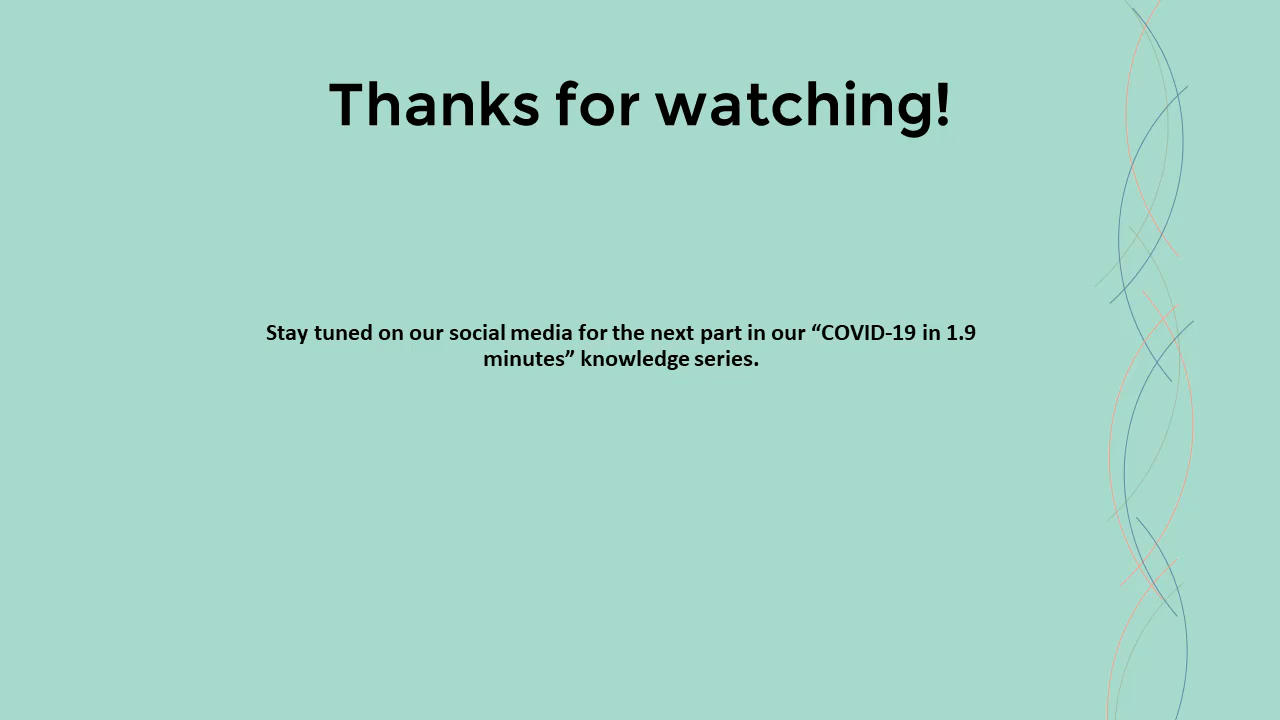 Thanks for watching!
Stay tuned on our social media for the next part in our “COVID-19 in 1.9
minutes” knowledge series.